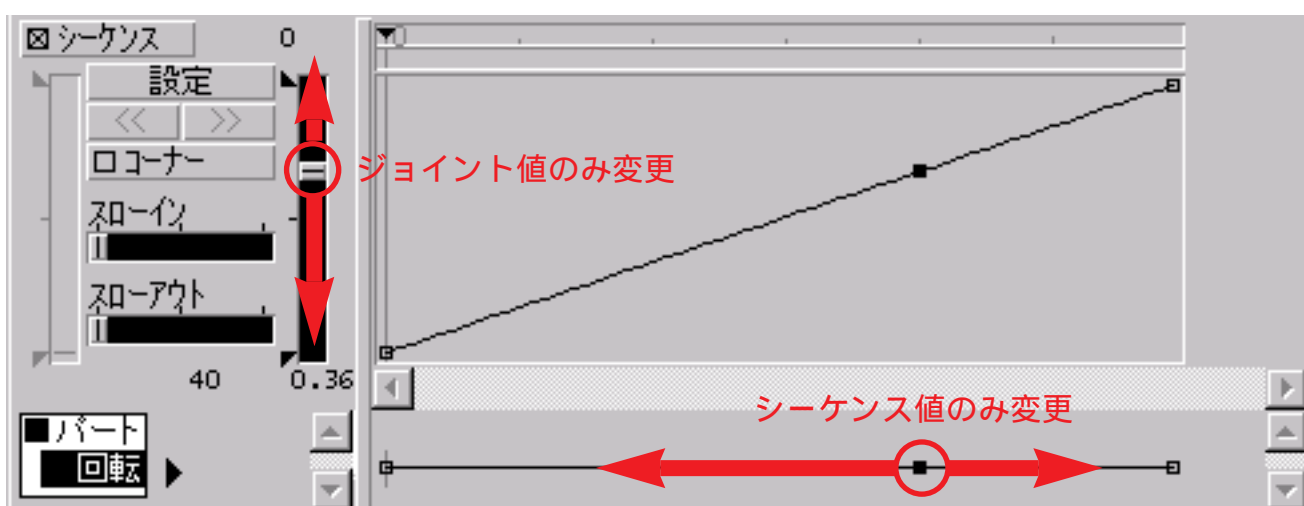 シーケンス 0 0
設定
<< >>
コーナー
ジョイント値のみ変更
スローイン
スローアウト
40 0.36
シーケンス値のみ変更
パート
回転